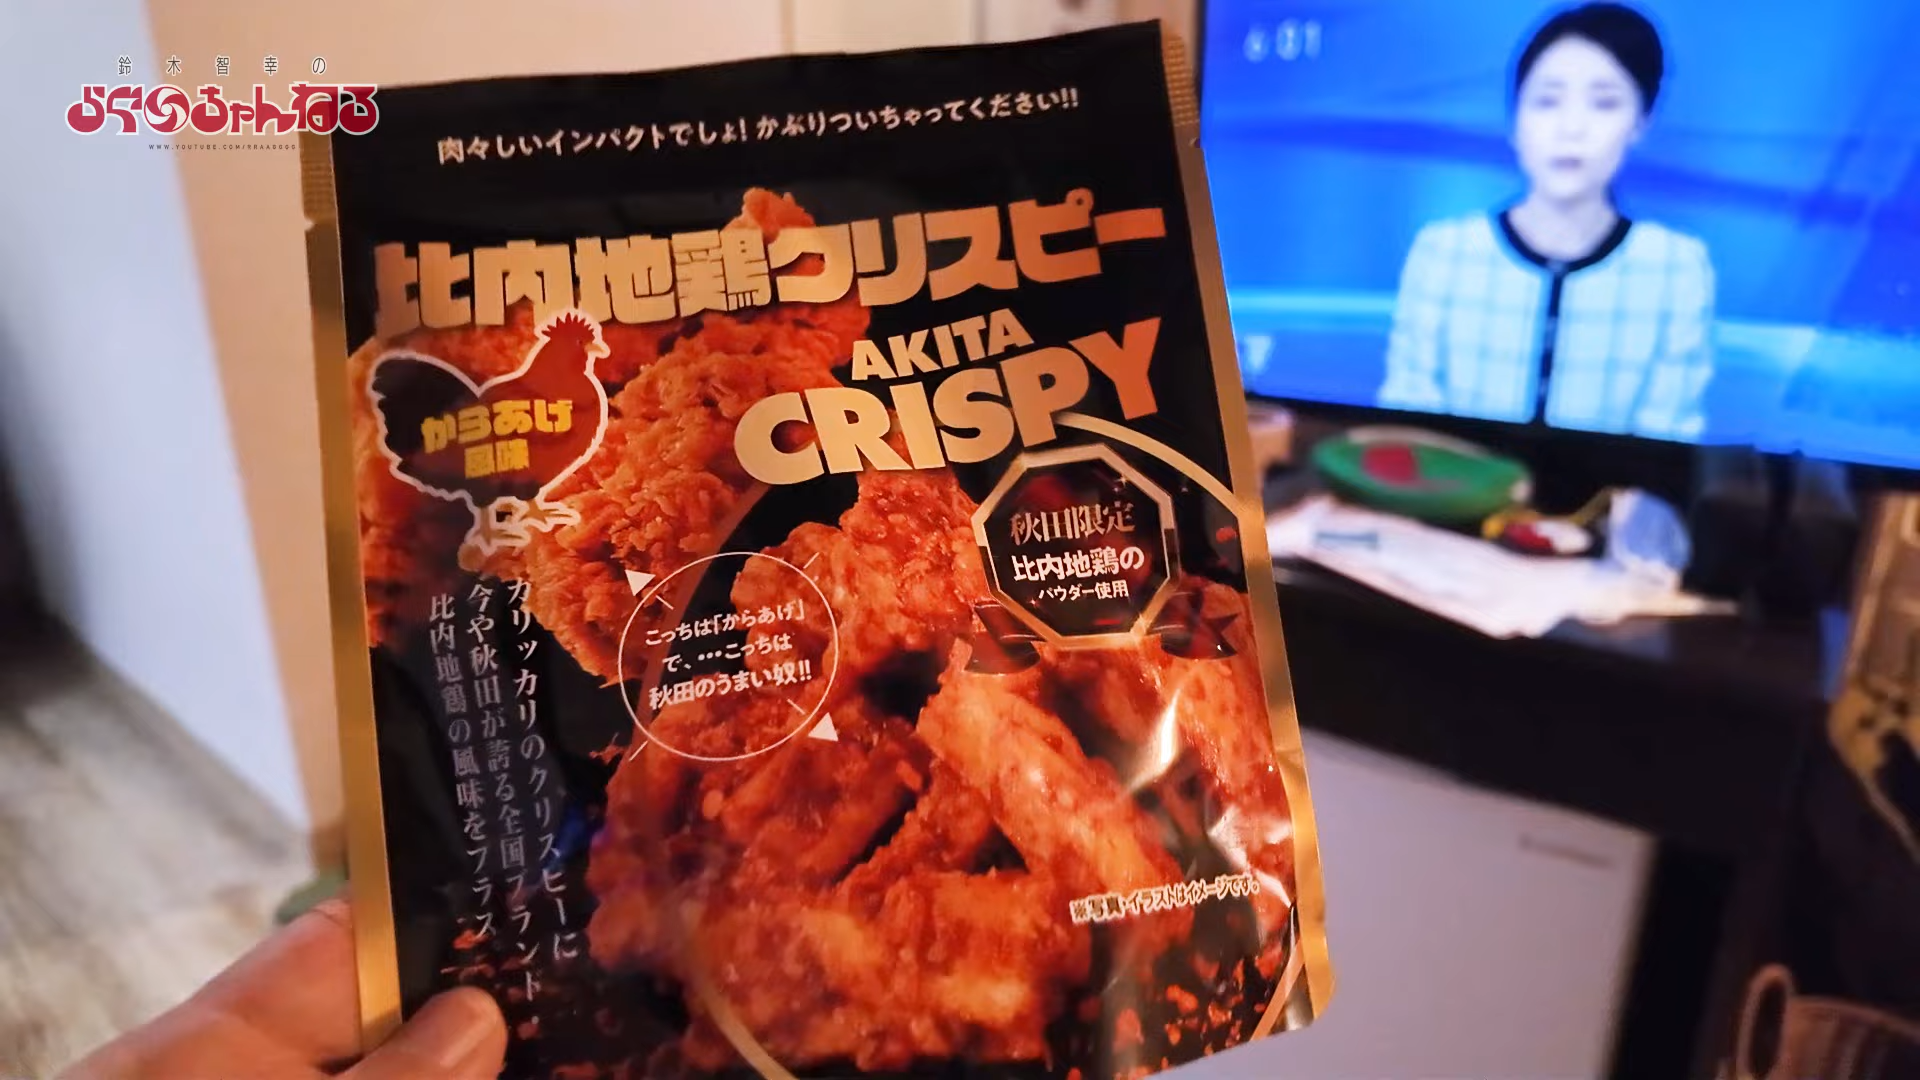 鈴木智幸の
ららのちゃんねる
WWW.YOUTUBE.COM/RRAAOOOO
6:01
肉々しいインパクトでしょ!かぶりついちゃってください!!
比内地鶏クリスピー
AKITA
CRISPY
からあげ
風味
秋田限定
比内地鶏の
パウダー使用
こっちは「からあげ」
で、…こっちは
秋田のうまい奴!!
カリッカリのクリスピーに
今や秋田が誇る全国ブランド・
比内地鶏の風味をプラス
※写真・イラストはイメージです。